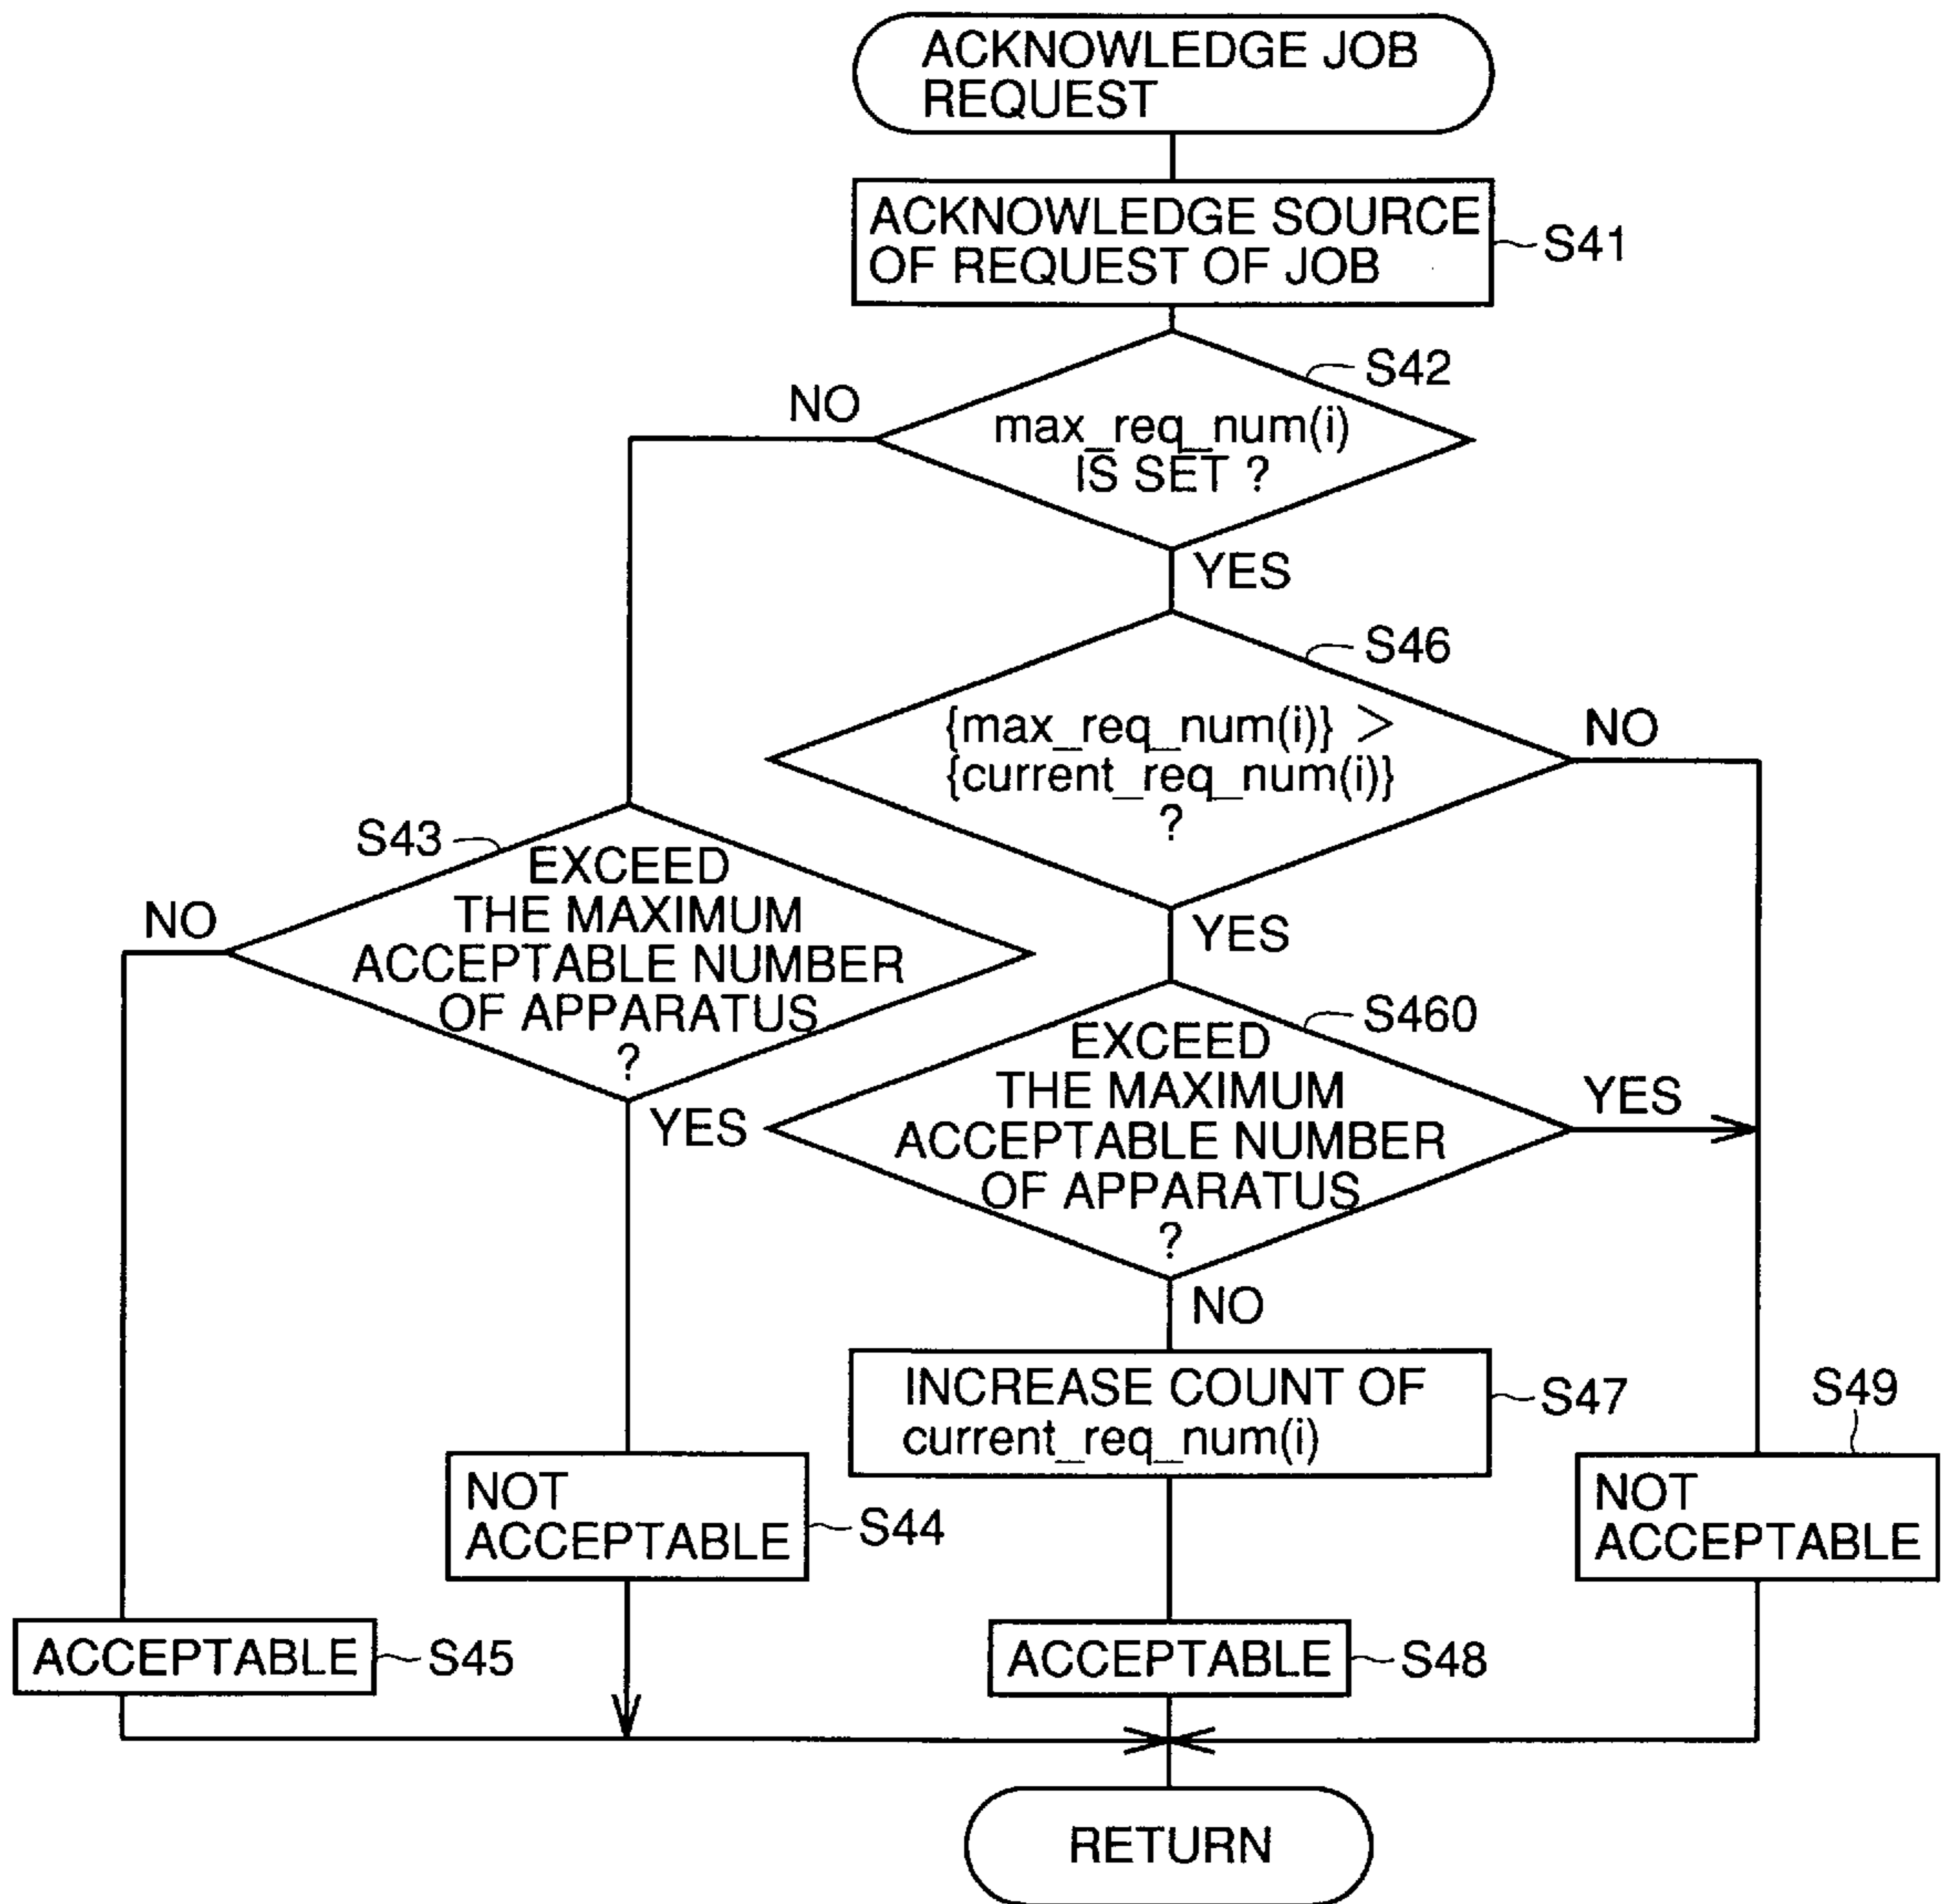 ACKNOWLEDGE JOB
REQUEST
ACKNOWLEDGE SOURCE
OF REQUEST OF JOB
S41
S42
NO
max_req_num(i)
IS SET ?
YES
S46
{max_req_num(i)} >
{current_req_num(i)}
?
NO
YES
S43
EXCEED
THE MAXIMUM
ACCEPTABLE NUMBER
OF APPARATUS
?
NO
YES
S460
EXCEED
THE MAXIMUM
ACCEPTABLE NUMBER
OF APPARATUS
?
YES
NO
INCREASE COUNT OF
current_req_num(i)
S47
S49
NOT
ACCEPTABLE
S44
NOT
ACCEPTABLE
ACCEPTABLE
S45
ACCEPTABLE
S48
RETURN